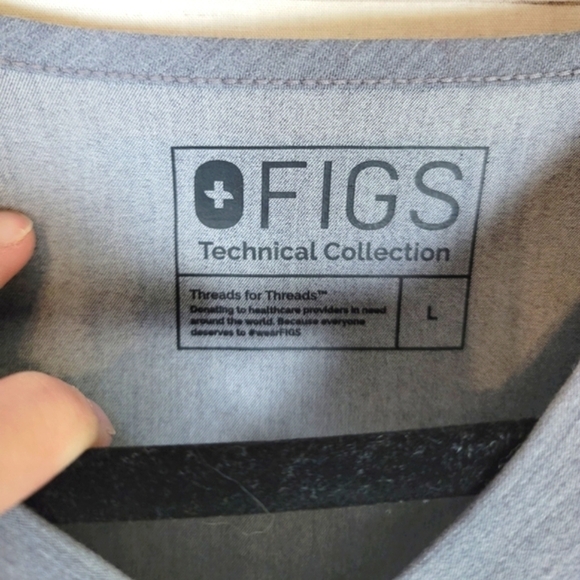 FIGS
Technical Collection
Threads for Threads™
Donating to healthcare providers in need
around the world. Because everyone
deserves to #wearFIGS
L